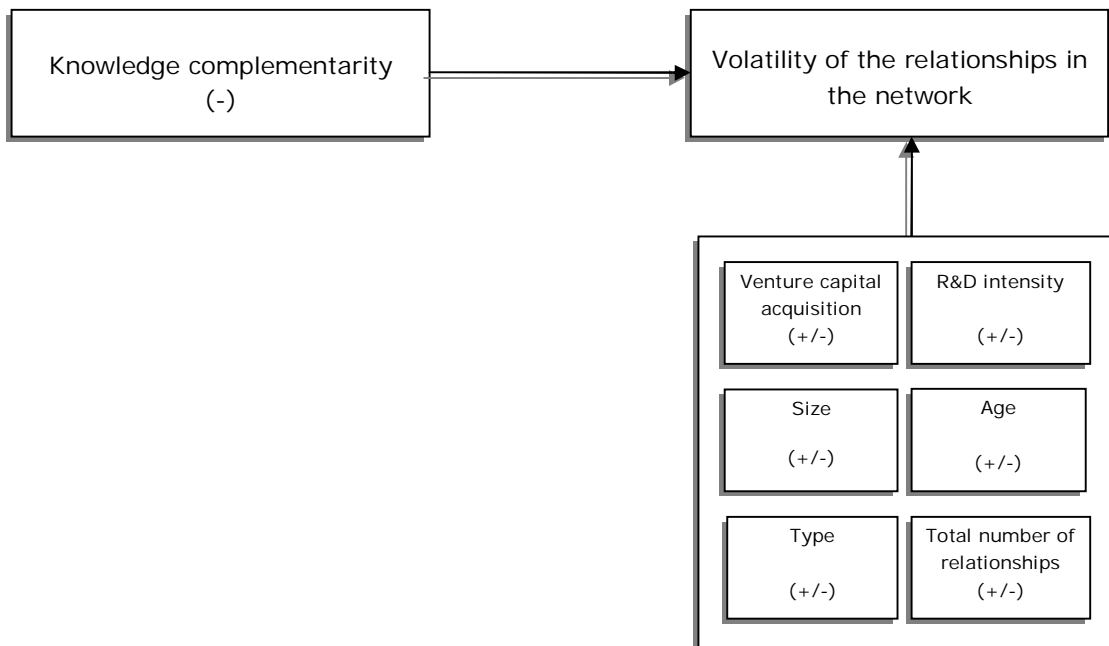 Knowledge complementarity
(-)
Volatility of the relationships in
the network
Venture capital
acquisition
(+/-)
R&D intensity
(+/-)
Size
(+/-)
Age
(+/-)
Type
(+/-)
Total number of
relationships
(+/-)